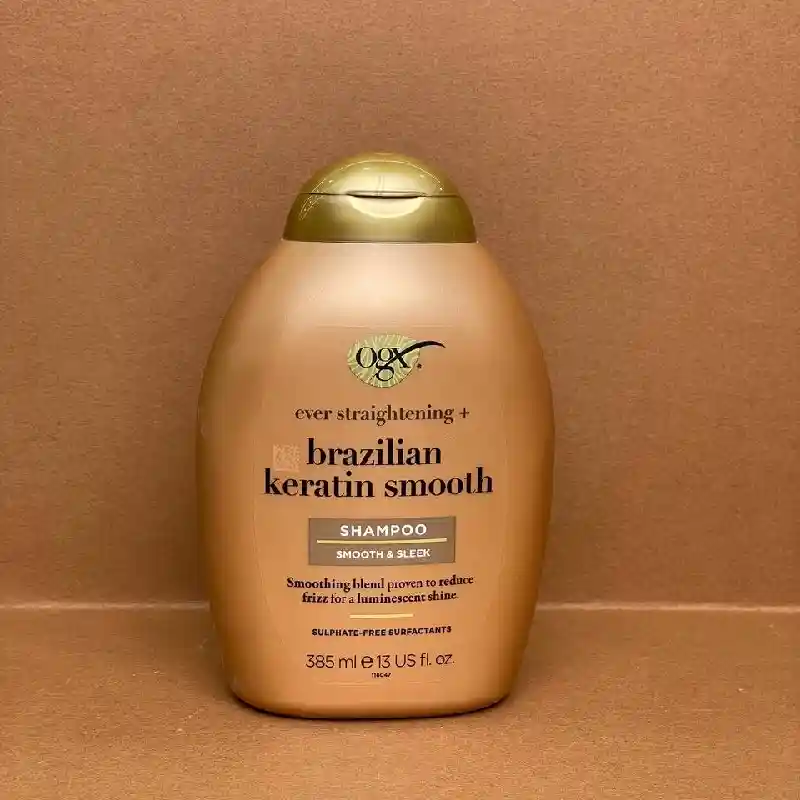 ogx
ever straightening +
brazilian
keratin smooth
SHAMPOO
SMOOTH & SLEEK
Smoothing blend proven to reduce
frizz for a luminescent shine.
SULPHATE-FREE SURFACTANTS
385 ml e 13 US fl. oz.